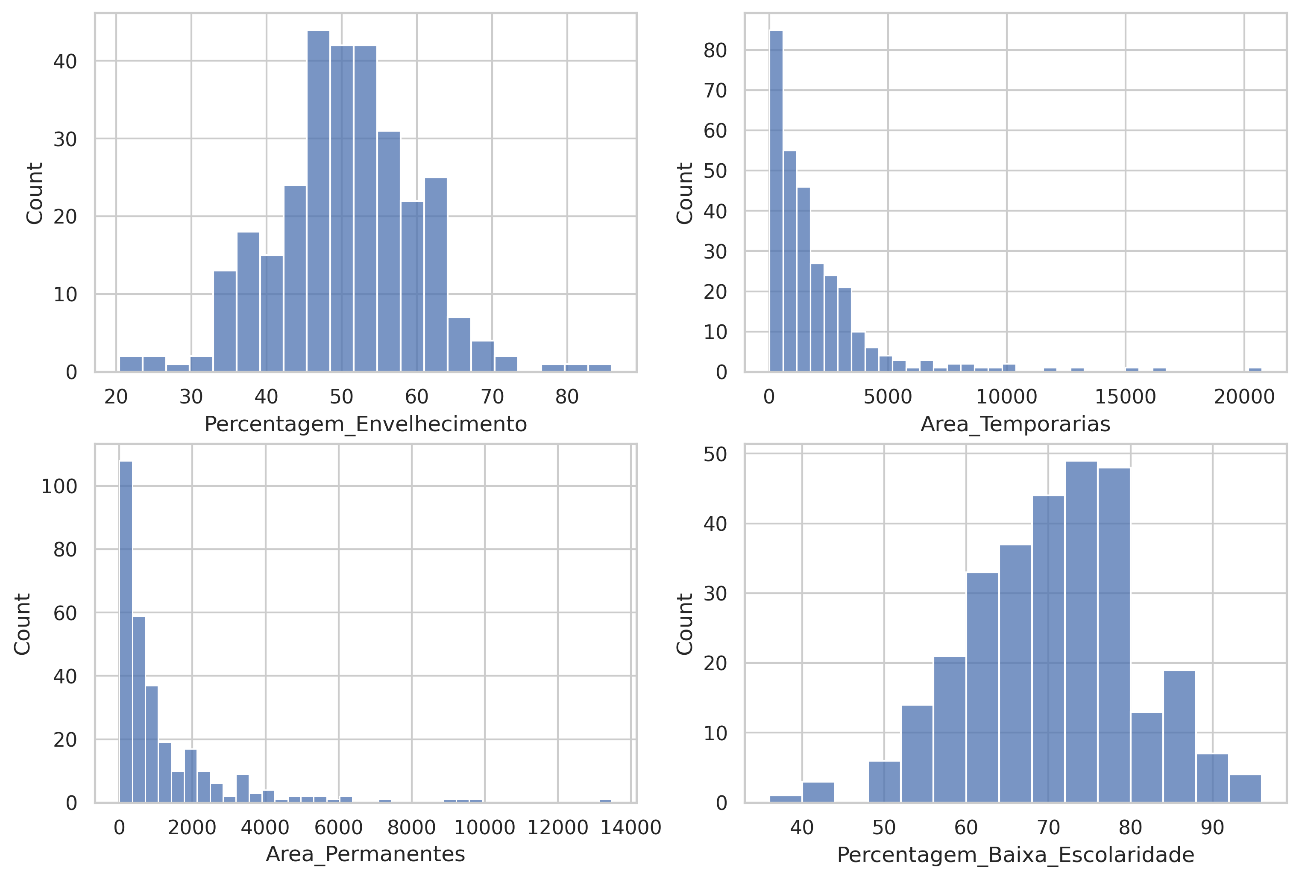 40
30
20
10
0
Count
20 30 40 50 60 70 80
Percentagem_Envelhecimento
80
70
60
50
40
30
20
10
0
Count
0 5000 10000 15000 20000
Area_Temporarias
100
80
60
40
20
0
Count
0 2000 4000 6000 8000 10000 12000 14000
Area_Permanentes
50
40
30
20
10
0
Count
40 50 60 70 80 90
Percentagem_Baixa_Escolaridade